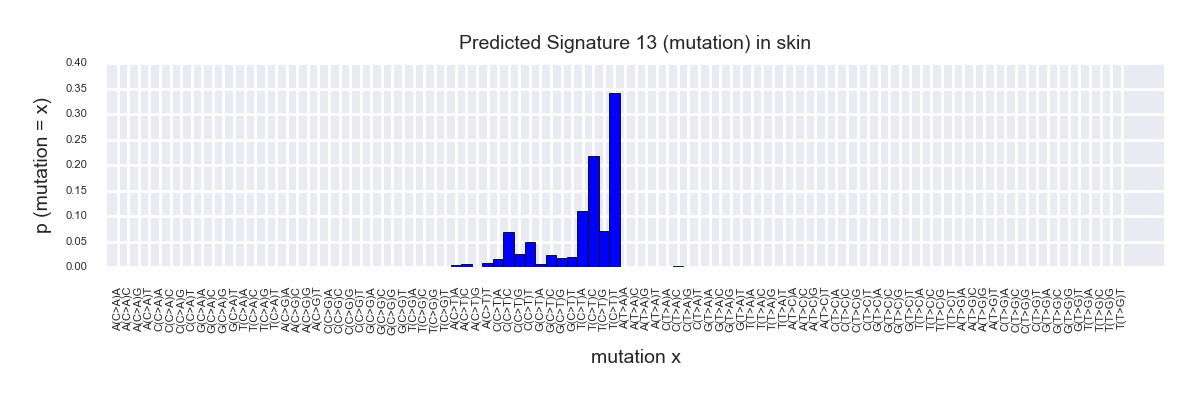 Predicted Signature 13 (mutation) in skin
p (mutation = x)
0.40
0.35
0.30
0.25
0.20
0.15
0.10
0.05
0.00
A(C>A)A
A(C>A)C
A(C>A)G
A(C>A)T
C(C>A)A
C(C>A)C
C(C>A)G
C(C>A)T
G(C>A)A
G(C>A)C
G(C>A)G
G(C>A)T
T(C>A)A
T(C>A)C
T(C>A)G
T(C>A)T
A(C>G)A
A(C>G)C
A(C>G)G
A(C>G)T
C(C>G)A
C(C>G)C
C(C>G)G
C(C>G)T
G(C>G)A
G(C>G)C
G(C>G)G
G(C>G)T
T(C>G)A
T(C>G)C
T(C>G)G
T(C>G)T
A(C>T)A
A(C>T)C
A(C>T)G
A(C>T)T
C(C>T)A
C(C>T)C
C(C>T)G
C(C>T)T
G(C>T)A
G(C>T)C
G(C>T)G
G(C>T)T
T(C>T)A
T(C>T)C
T(C>T)G
T(C>T)T
A(T>A)A
A(T>A)C
A(T>A)G
A(T>A)T
C(T>A)A
C(T>A)C
C(T>A)G
C(T>A)T
G(T>A)A
G(T>A)C
G(T>A)G
G(T>A)T
T(T>A)A
T(T>A)C
T(T>A)G
T(T>A)T
A(T>C)A
A(T>C)C
A(T>C)G
A(T>C)T
C(T>C)A
C(T>C)C
C(T>C)G
C(T>C)T
G(T>C)A
G(T>C)C
G(T>C)G
G(T>C)T
T(T>C)A
T(T>C)C
T(T>C)G
T(T>C)T
A(T>G)A
A(T>G)C
A(T>G)G
A(T>G)T
C(T>G)A
C(T>G)C
C(T>G)G
C(T>G)T
G(T>G)A
G(T>G)C
G(T>G)G
G(T>G)T
T(T>G)A
T(T>G)C
T(T>G)G
T(T>G)T
mutation x